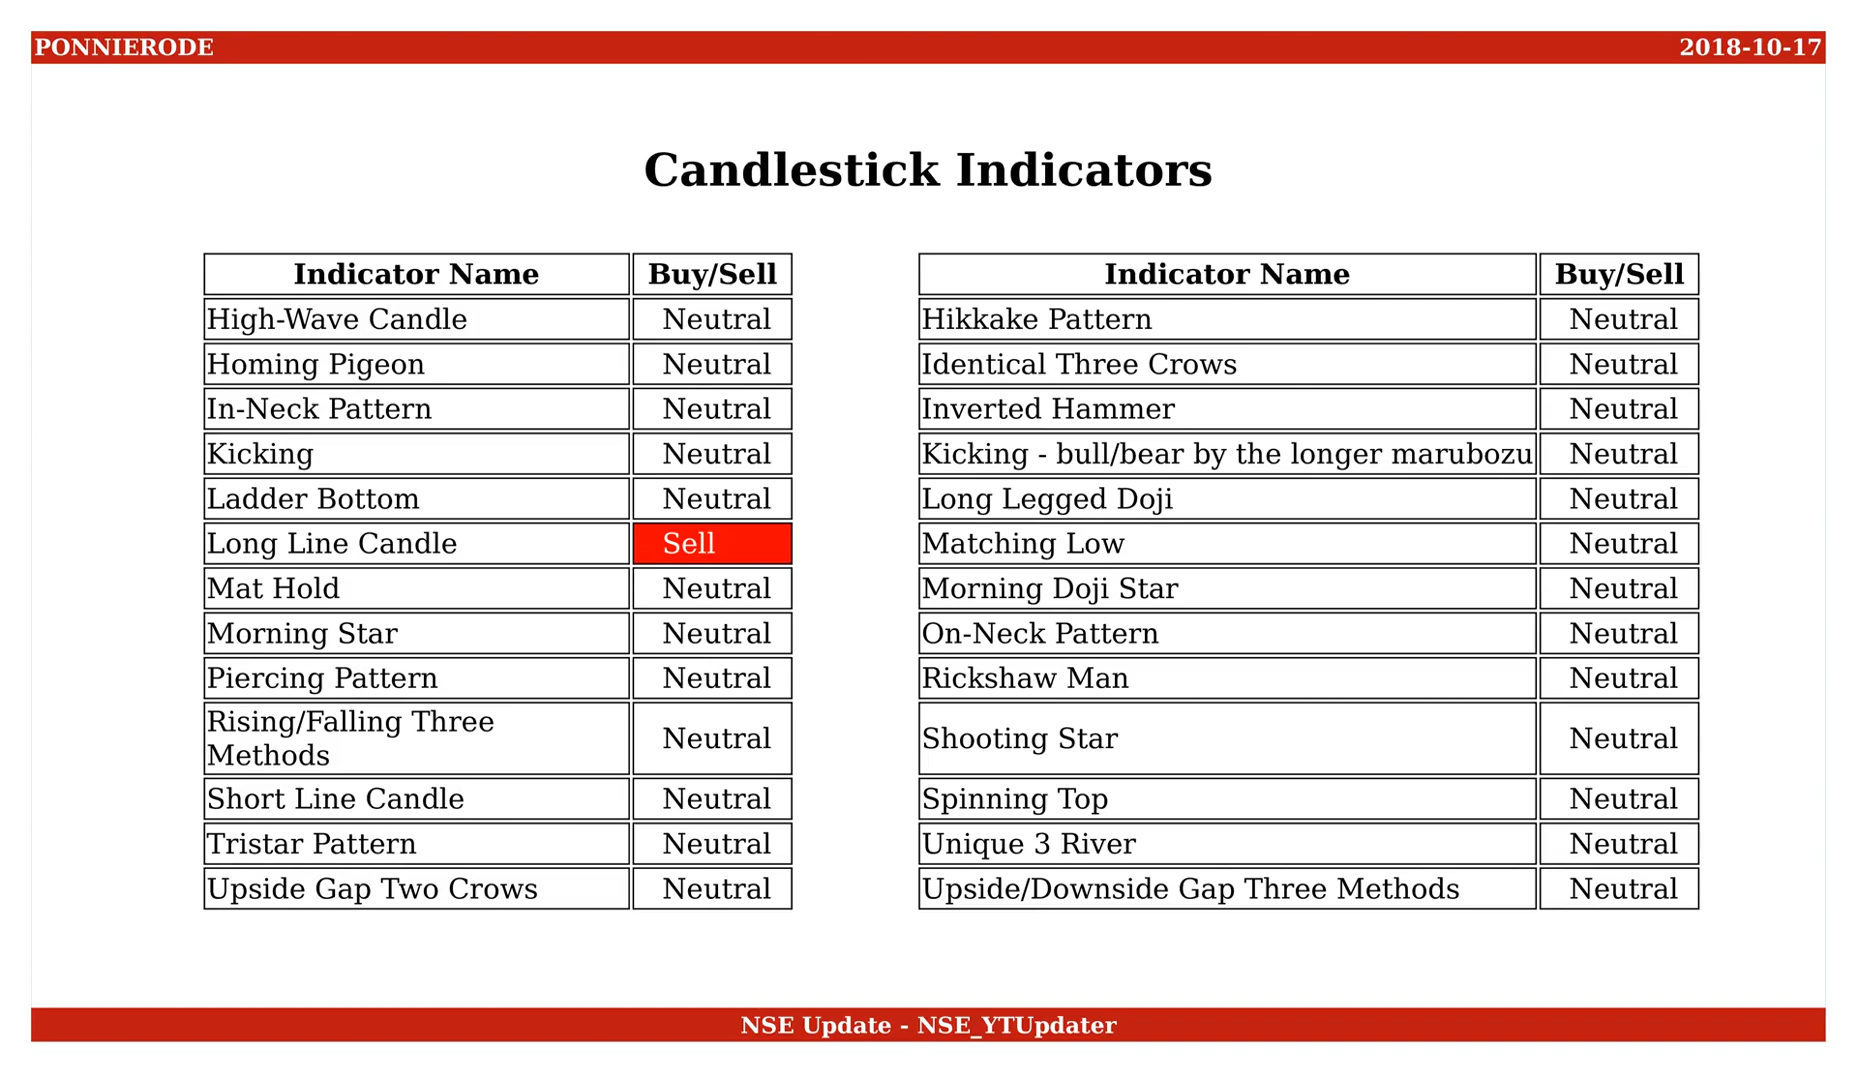 PONNIERODE 2018-10-17
Candlestick Indicators
Indicator Name Buy/Sell
High-Wave Candle Neutral
Homing Pigeon Neutral
In-Neck Pattern Neutral
Kicking Neutral
Ladder Bottom Neutral
Long Line Candle Sell
Mat Hold Neutral
Morning Star Neutral
Piercing Pattern Neutral
Rising/Falling Three
Methods Neutral
Short Line Candle Neutral
Tristar Pattern Neutral
Upside Gap Two Crows Neutral
Indicator Name Buy/Sell
Hikkake Pattern Neutral
Identical Three Crows Neutral
Inverted Hammer Neutral
Kicking - bull/bear by the longer marubozu Neutral
Long Legged Doji Neutral
Matching Low Neutral
Morning Doji Star Neutral
On-Neck Pattern Neutral
Rickshaw Man Neutral
Shooting Star Neutral
Spinning Top Neutral
Unique 3 River Neutral
Upside/Downside Gap Three Methods Neutral
NSE Update - NSE_YTUpdater